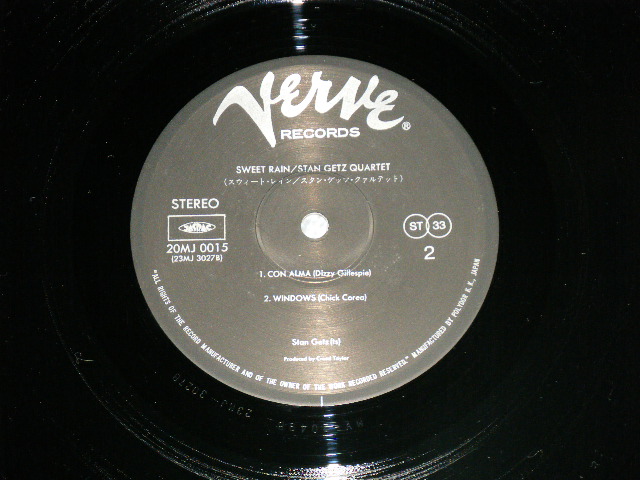 Verve®
RECORDS
SWEET RAIN/STAN GETZ QUARTET
(スウィート・レイン/スタン・ゲッツ・クァルテット)
STEREO
ST 33
20MJ 0015
(23MJ 3027B)
2
1. CON ALMA (Dizzy Gillespie)
2. WINDOWS (Chick Corea)
Stan Getz (ts)
Produced by Creed Taylor
"ALL RIGHTS OF THE RECORD MANUFACTURER AND OF THE OWNER OF THE WORK RECORDED RESERVED." MANUFACTURED BY POLYDOR K.K., JAPAN